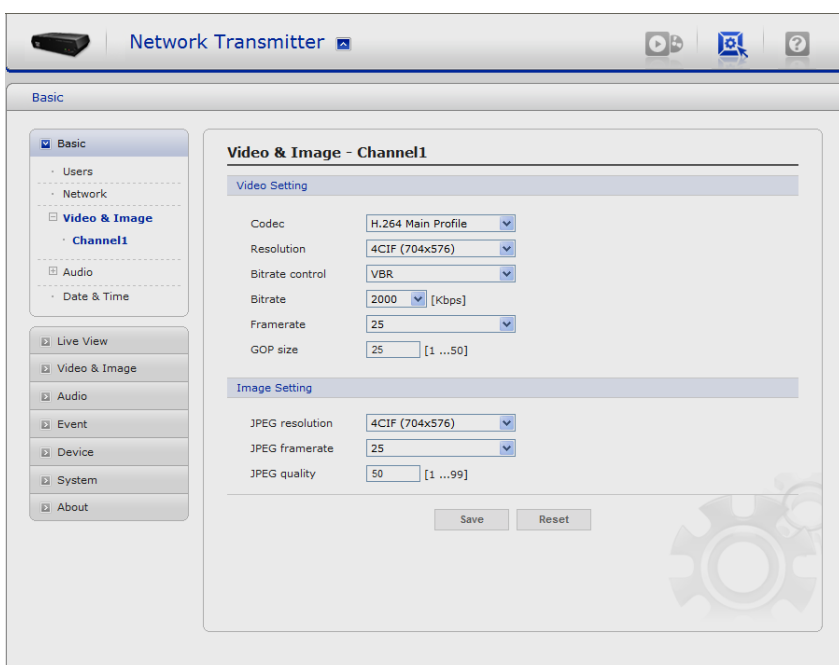 Network Transmitter
Basic
Basic
· Users
· Network
Video & Image
· Channel1
Audio
· Date & Time
Live View
Video & Image
Audio
Event
Device
System
About
Video & Image - Channel1
Video Setting
Codec H.264 Main Profile
Resolution 4CIF (704x576)
Bitrate control VBR
Bitrate 2000 [Kbps]
Framerate 25
GOP size 25 [1 ...50]
Image Setting
JPEG resolution 4CIF (704x576)
JPEG framerate 25
JPEG quality 50 [1 ...99]
Save Reset